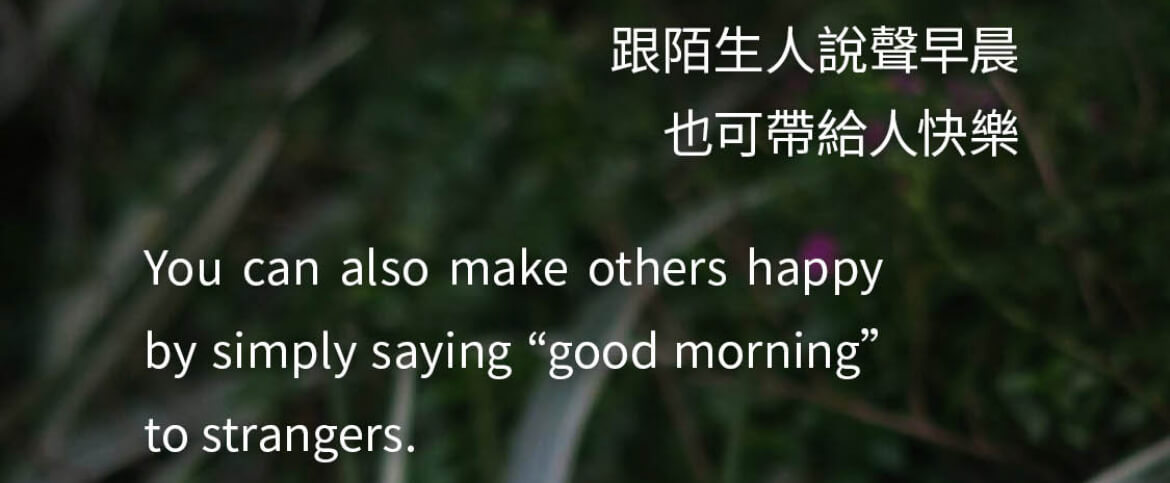 跟陌生人說聲早晨
也可帶給人快樂
You can also make others happy
by simply saying “good morning”
to strangers.